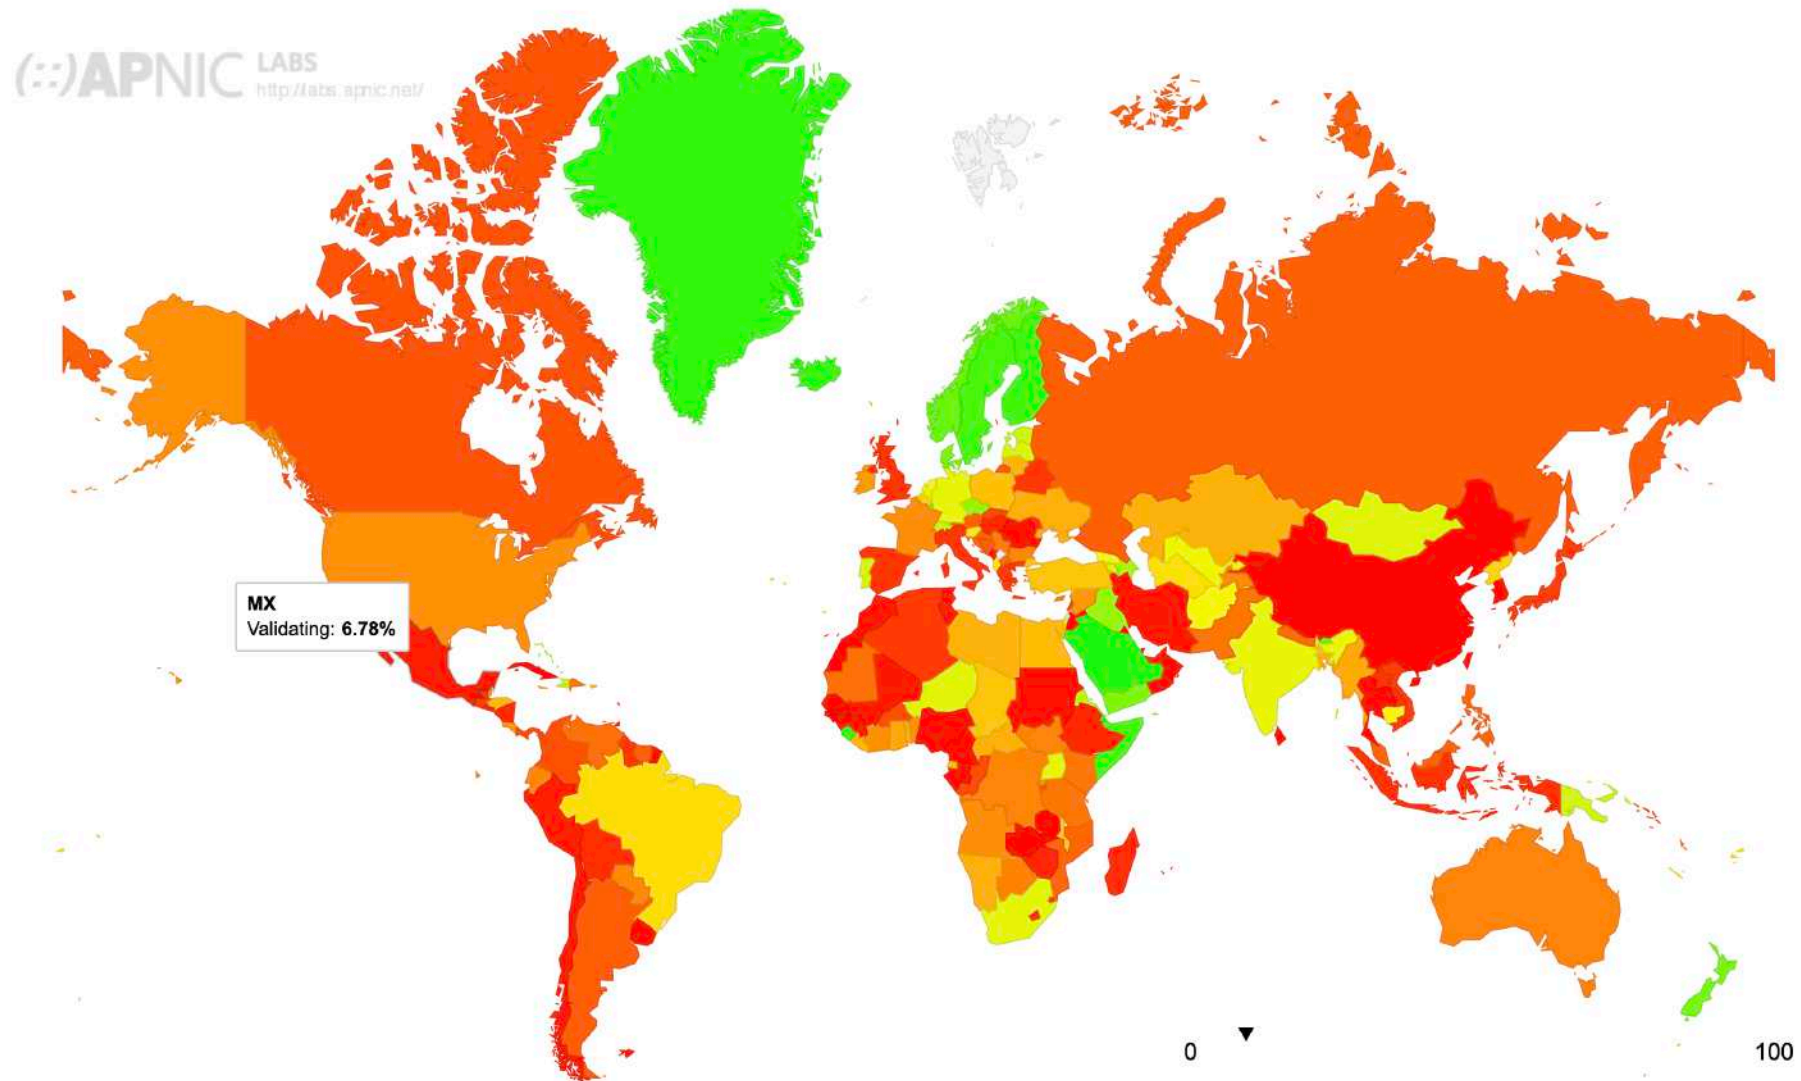 (::)APNIC LABS
http://labs.apnic.net/
MX
Validating: 6.78%
0 100